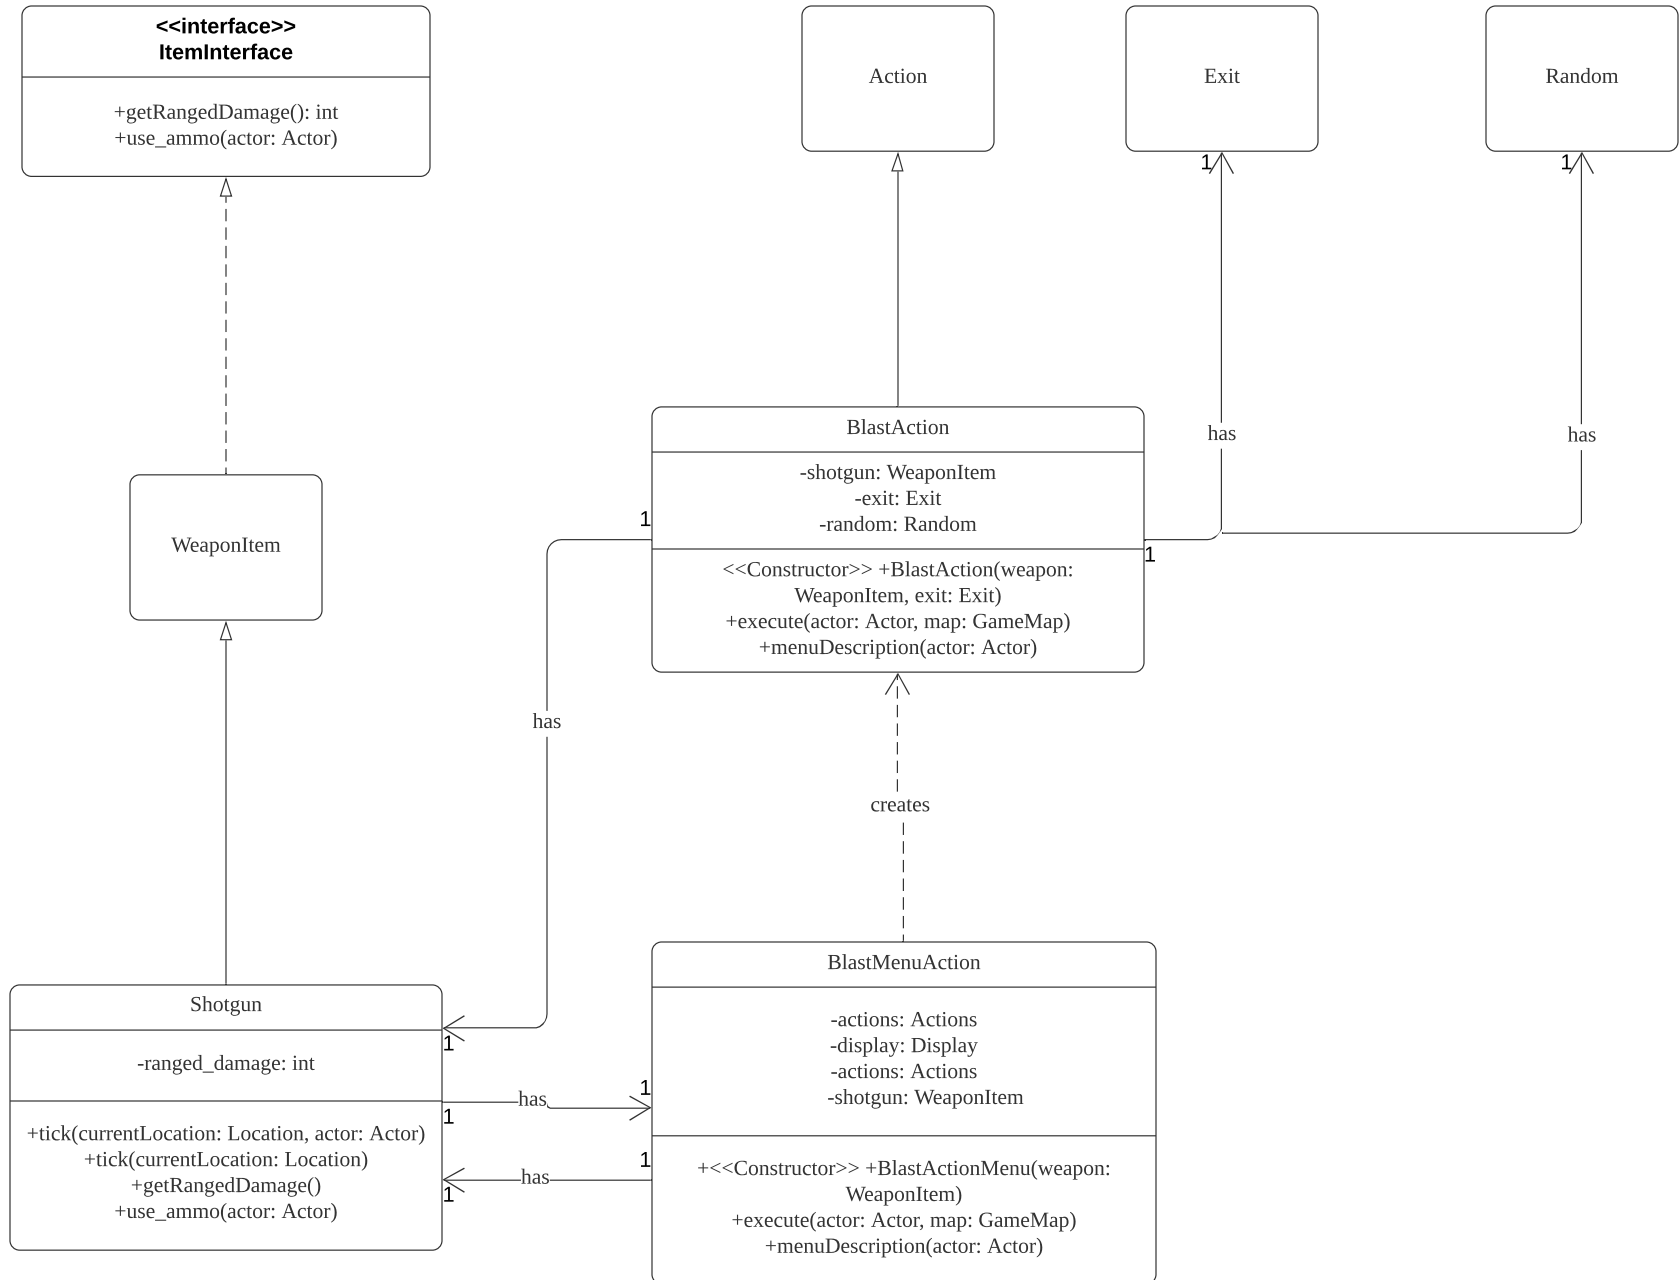 <<interface>>
ItemInterface
+getRangedDamage(): int
+use_ammo(actor: Actor)
Action
Exit
Random
1
1
BlastAction
-shotgun: WeaponItem
-exit: Exit
-random: Random
<<Constructor>> +BlastAction(weapon:
WeaponItem, exit: Exit)
+execute(actor: Actor, map: GameMap)
+menuDescription(actor: Actor)
has
has
1
1
WeaponItem
has
creates
Shotgun
-ranged_damage: int
+tick(currentLocation: Location, actor: Actor)
+tick(currentLocation: Location)
+getRangedDamage()
+use_ammo(actor: Actor)
1
has
1
1
has
1
1
BlastMenuAction
-actions: Actions
-display: Display
-actions: Actions
-shotgun: WeaponItem
+<<Constructor>> +BlastActionMenu(weapon:
WeaponItem)
+execute(actor: Actor, map: GameMap)
+menuDescription(actor: Actor)